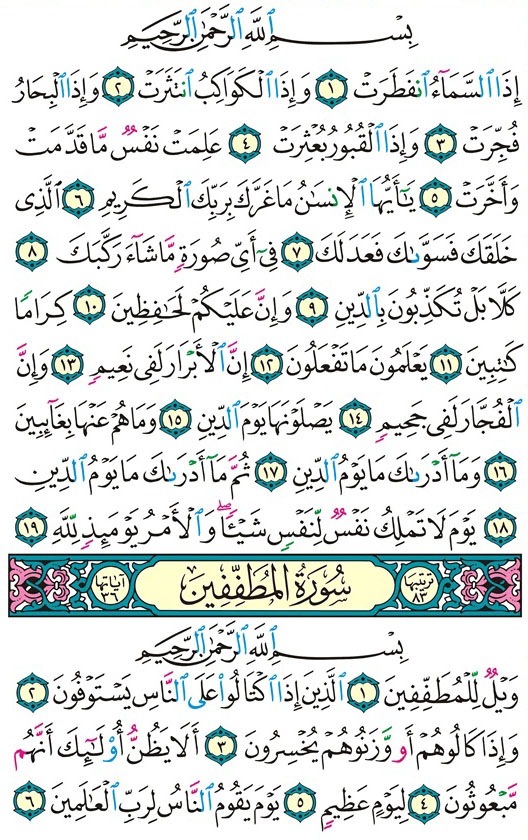 بِسْمِ ٱللَّهِ ٱلرَّحْمَٰنِ ٱلرَّحِيمِ
إِذَا ٱلسَّمَآءُ ٱنفَطَرَتْ ١ وَإِذَا ٱلْكَوَاكِبُ ٱنتَثَرَتْ ٢ وَإِذَا ٱلْبِحَارُ
فُجِّرَتْ ٣ وَإِذَا ٱلْقُبُورُ بُعْثِرَتْ ٤ عَلِمَتْ نَفْسٌ مَّا قَدَّمَتْ
وَأَخَّرَتْ ٥ يَٰٓأَيُّهَا ٱلْإِنسَٰنُ مَا غَرَّكَ بِرَبِّكَ ٱلْكَرِيمِ ٦ ٱلَّذِى
خَلَقَكَ فَسَوَّىٰكَ فَعَدَلَكَ ٧ فِىٓ أَىِّ صُورَةٍ مَّا شَآءَ رَكَّبَكَ ٨
كَلَّا بَلْ تُكَذِّبُونَ بِٱلدِّينِ ٩ وَإِنَّ عَلَيْكُمْ لَحَٰفِظِينَ ١٠ كِرَامًا
كَٰتِبِينَ ١١ يَعْلَمُونَ مَا تَفْعَلُونَ ١٢ إِنَّ ٱلْأَبْرَارَ لَفِى نَعِيمٍ ١٣ وَإِنَّ
ٱلْفُجَّارَ لَفِى جَحِيمٍ ١٤ يَصْلَوْنَهَا يَوْمَ ٱلدِّينِ ١٥ وَمَا هُمْ عَنْهَا بِغَآئِبِينَ
١٦ وَمَآ أَدْرَىٰكَ مَا يَوْمُ ٱلدِّينِ ١٧ ثُمَّ مَآ أَدْرَىٰكَ مَا يَوْمُ ٱلدِّينِ
١٨ يَوْمَ لَا تَمْلِكُ نَفْسٌ لِّنَفْسٍ شَيْـًٔا ۖ وَٱلْأَمْرُ يَوْمَئِذٍ لِّلَّهِ ١٩
ترتيبها ٨٣ سُورَةُ المُطَفِّفِينَ آياتها ٣٦
بِسْمِ ٱللَّهِ ٱلرَّحْمَٰنِ ٱلرَّحِيمِ
وَيْلٌ لِّلْمُطَفِّفِينَ ١ ٱلَّذِينَ إِذَا ٱكْتَالُوا۟ عَلَى ٱلنَّاسِ يَسْتَوْفُونَ ٢
وَإِذَا كَالُوهُمْ أَو وَّزَنُوهُمْ يُخْسِرُونَ ٣ أَلَا يَظُنُّ أُو۟لَٰٓئِكَ أَنَّهُم
مَّبْعُوثُونَ ٤ لِيَوْمٍ عَظِيمٍ ٥ يَوْمَ يَقُومُ ٱلنَّاسُ لِرَبِّ ٱلْعَٰلَمِينَ ٦